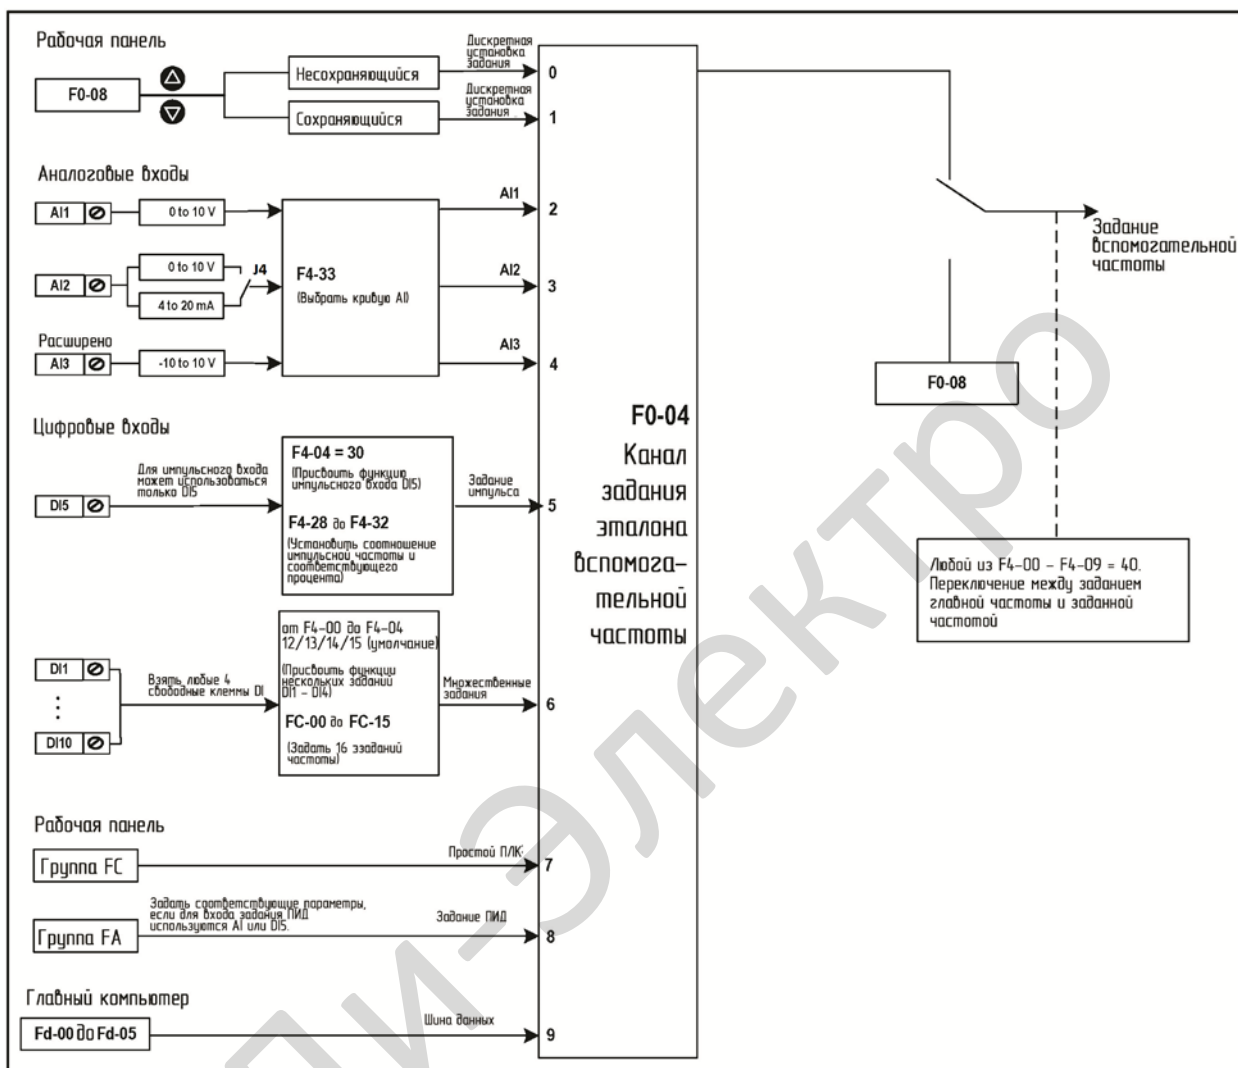 Рабочая панель
F0-08
Несохраняющийся
Сохраняющийся
Дискретная
установка
задания
0
Дискретная
установка
задания
1
Аналоговые входы
AI1
0 to 10 V
AI1
2
AI2
0 to 10 V
4 to 20 mA
J4
F4-33
(Выбрать кривую AI)
AI2
3
Расширено
AI3
-10 to 10 V
AI3
4
Цифровые входы
DI5
Для импульсного входа
может использоваться
только DI5
F4-04 = 30
(Присвоить функцию
импульсного входа DI5)
F4-28 до F4-32
(Установить соотношение
импульсной частоты и
соответствующего
процента)
Задание
импульса
5
DI1
DI10
Взять любые 4
свободные клеммы DI
от F4-00 до F4-04
12/13/14/15 (умолчание)
(Присвоить функции
нескольких заданий
DI1 - DI4)
FC-00 до FC-15
(Задать 16 эзаданий
частоты)
Множественные
задания
6
Рабочая панель
Группа FC
Простой ПЛК
7
Группа FA
Задать соответствующие параметры,
если для входа задания ПИД
используются AI или DI5.
Задание ПИД
8
Главный компьютер
Fd-00 до Fd-05
Шина данных
9
F0-04
Канал
задания
эталона
вспомога-
тельной
частоты
Задание
вспомогательной
частоты
F0-08
Любой из F4-00 - F4-09 = 40.
Переключение между заданием
главной частоты и заданной
частотой
Ли-Электро